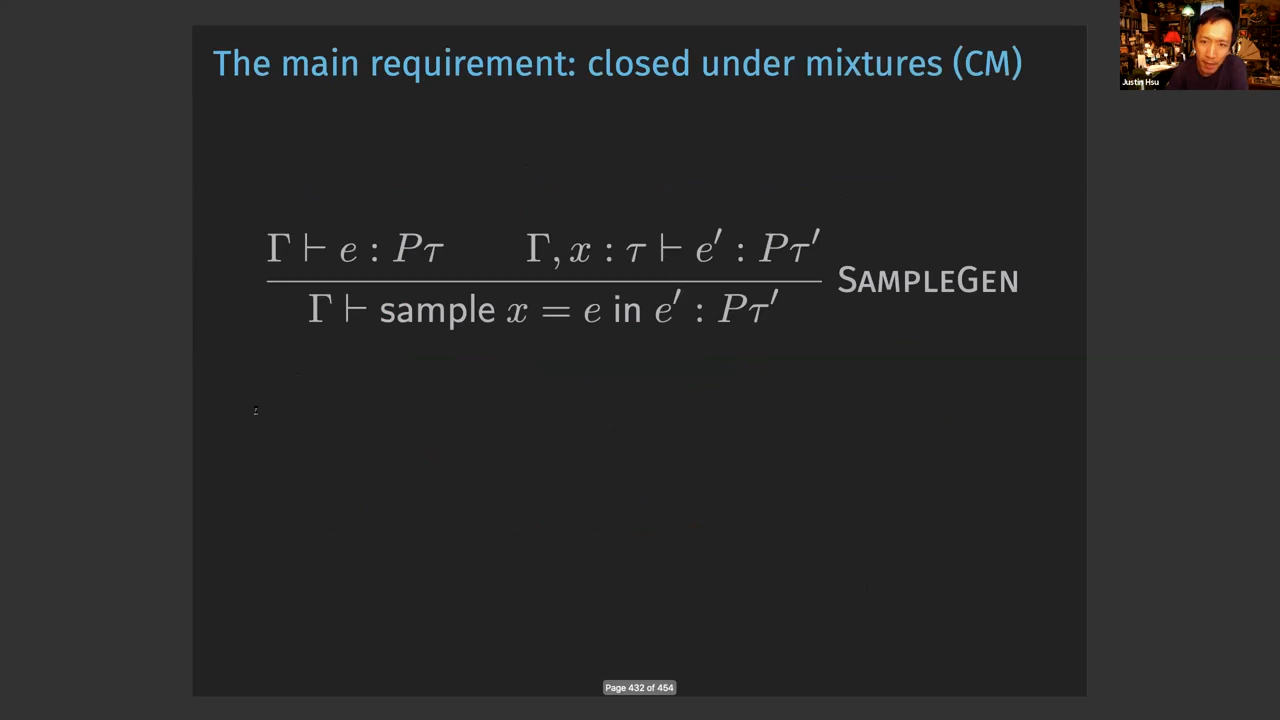 The main requirement: closed under mixtures (CM)
Justin Hsu
Γ ⊢ e : Pτ Γ, x : τ ⊢ e′ : Pτ′
SAMPLEGEN
Γ ⊢ sample x = e in e′ : Pτ′
Page 432 of 454